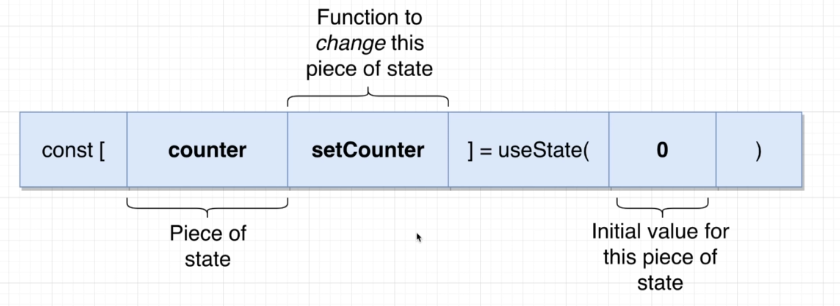 Function to
change this
piece of state
const [ counter setCounter ] = useState( 0 )
Piece of
state
Initial value for
this piece of
state